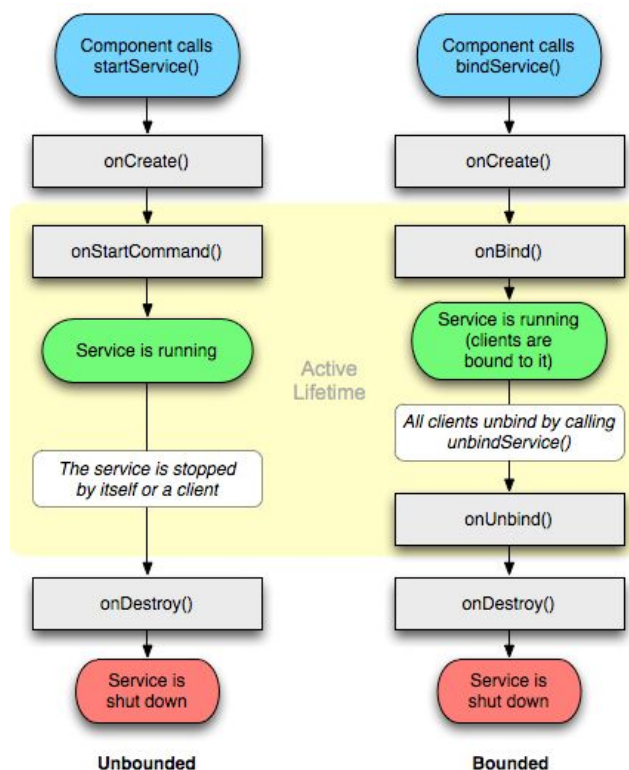 Component calls
startService()
onCreate()
onStartCommand()
Service is running
The service is stopped
by itself or a client
onDestroy()
Service is
shut down
Unbounded
Active
Lifetime
Component calls
bindService()
onCreate()
onBind()
Service is running
(clients are
bound to it)
All clients unbind by calling
unbindService()
onUnbind()
onDestroy()
Service is
shut down
Bounded